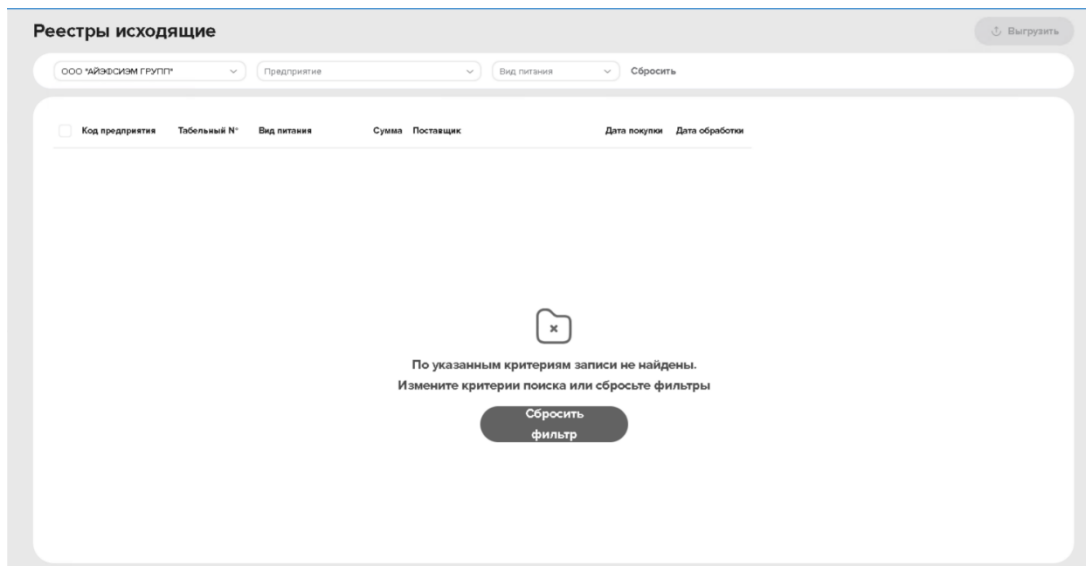 Реестры исходящие
Выгрузить
ООО "АЙЭФСИЭМ ГРУПП" Предприятие Вид питания Сбросить
Код предприятия Табельный N° Вид питания Сумма Поставщик Дата покупки Дата обработки
По указанным критериям записи не найдены.
Измените критерии поиска или сбросьте фильтры
Сбросить
фильтр